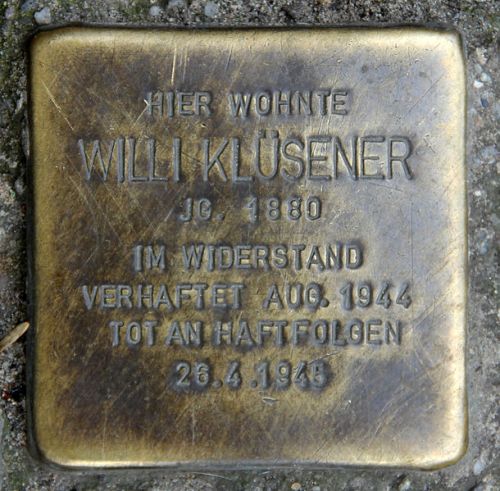 HIER WOHNTE
WILLI KLÜSENER
JG. 1880
IM WIDERSTAND
VERHAFTET AUG. 1944
TOT AN HAFTFOLGEN
26.4.1945